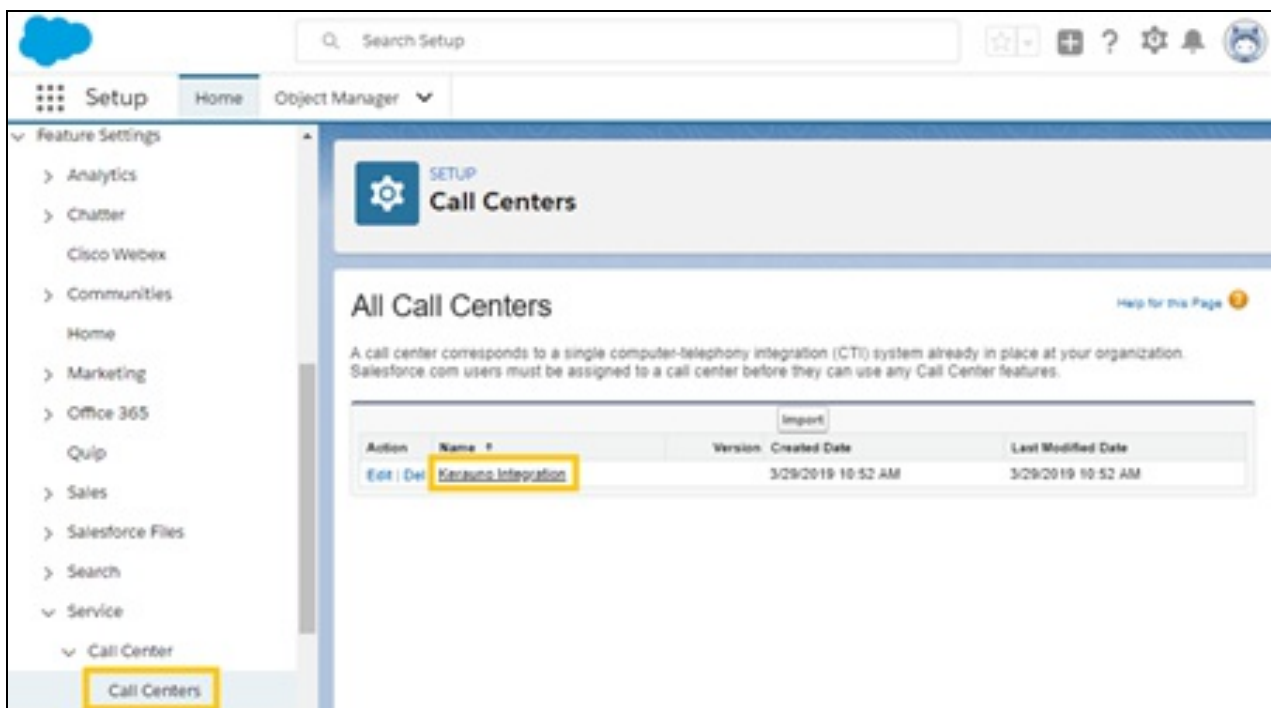 Search Setup
Setup
Home
Object Manager
Feature Settings
Analytics
Chatter
Cisco Webex
Communities
Home
Marketing
Office 365
Quip
Sales
Salesforce Files
Search
Service
Call Center
Call Centers
SETUP
Call Centers
All Call Centers
Help for this Page
A call center corresponds to a single computer-telephony integration (CTI) system already in place at your organization.
Salesforce.com users must be assigned to a call center before they can use any Call Center features.
Import
Action Name Version Created Date Last Modified Date
Edit | Del Kerauno Integration 3/29/2019 10:52 AM 3/29/2019 10:52 AM